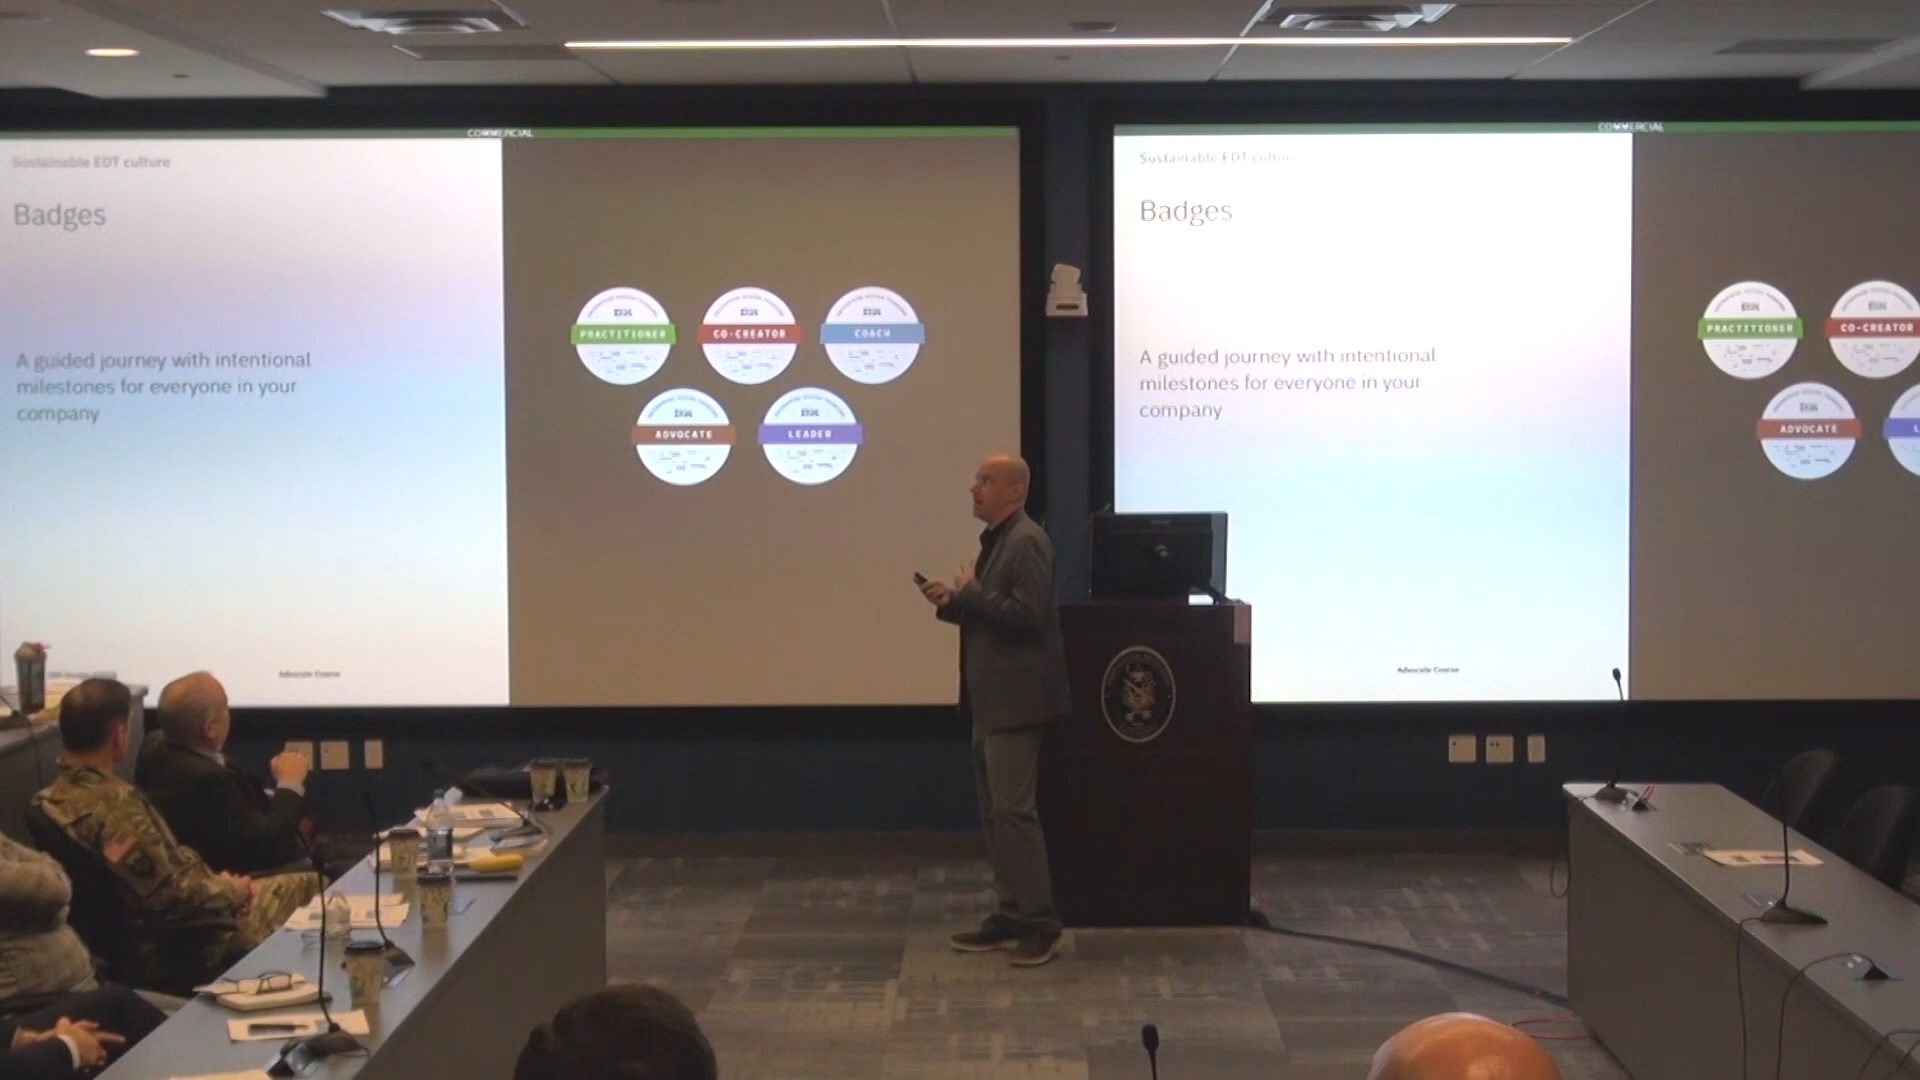 COMMERCIAL
Sustainable EDT culture
Badges
A guided journey with intentional
milestones for everyone in your
company
IBM
PRACTITIONER
IBM
CO-CREATOR
IBM
COACH
IBM
ADVOCATE
IBM
LEADER
Advocate Course
COMMERCIAL
Sustainable EDT culture
Badges
A guided journey with intentional
milestones for everyone in your
company
IBM
PRACTITIONER
IBM
CO-CREATOR
IBM
ADVOCATE
L
Advocate Course